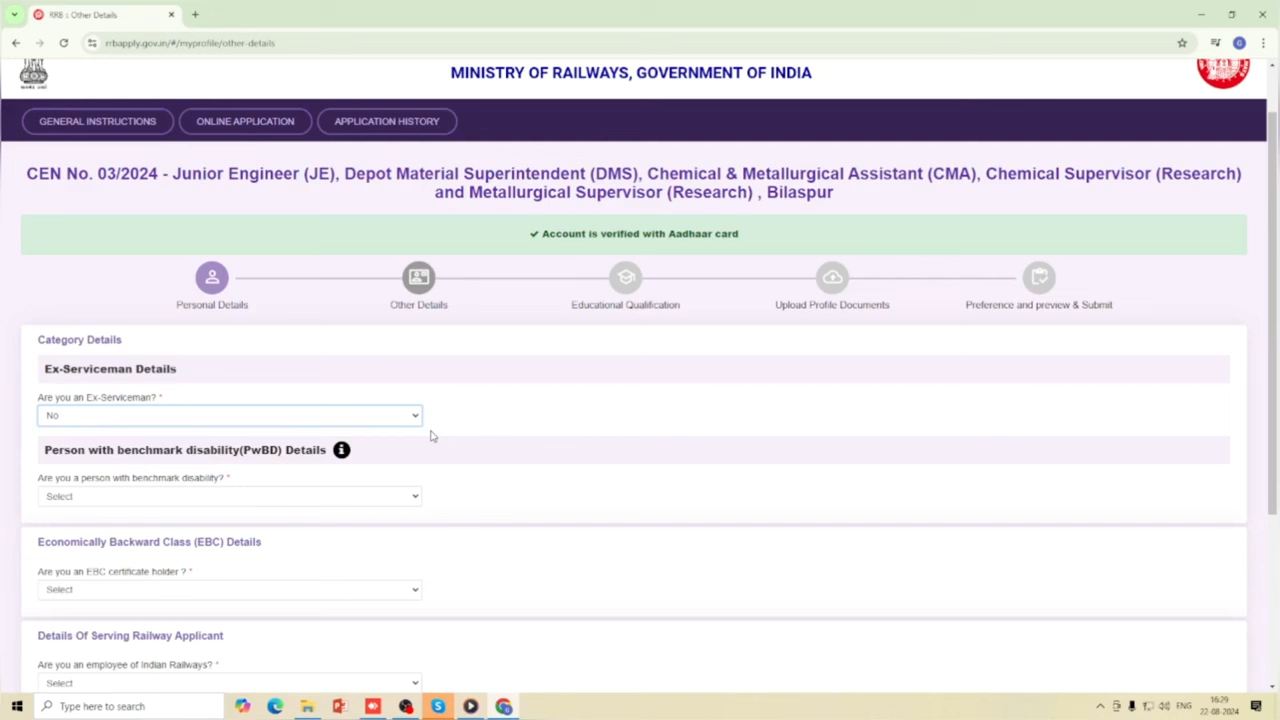 RRB : Other Details
rrbapply.gov.in/#/myprofile/other-details
G
MINISTRY OF RAILWAYS, GOVERNMENT OF INDIA
GENERAL INSTRUCTIONS
ONLINE APPLICATION
APPLICATION HISTORY
CEN No. 03/2024 - Junior Engineer (JE), Depot Material Superintendent (DMS), Chemical & Metallurgical Assistant (CMA), Chemical Supervisor (Research)
and Metallurgical Supervisor (Research) , Bilaspur
✔ Account is verified with Aadhaar card
Personal Details
Other Details
Educational Qualification
Upload Profile Documents
Preference and preview & Submit
Category Details
Ex-Serviceman Details
Are you an Ex-Serviceman? *
No
Person with benchmark disability(PwBD) Details
Are you a person with benchmark disability? *
Select
Economically Backward Class (EBC) Details
Are you an EBC certificate holder ? *
Select
Details Of Serving Railway Applicant
Are you an employee of Indian Railways? *
Select
Type here to search
ENG
16:29
22-08-2024